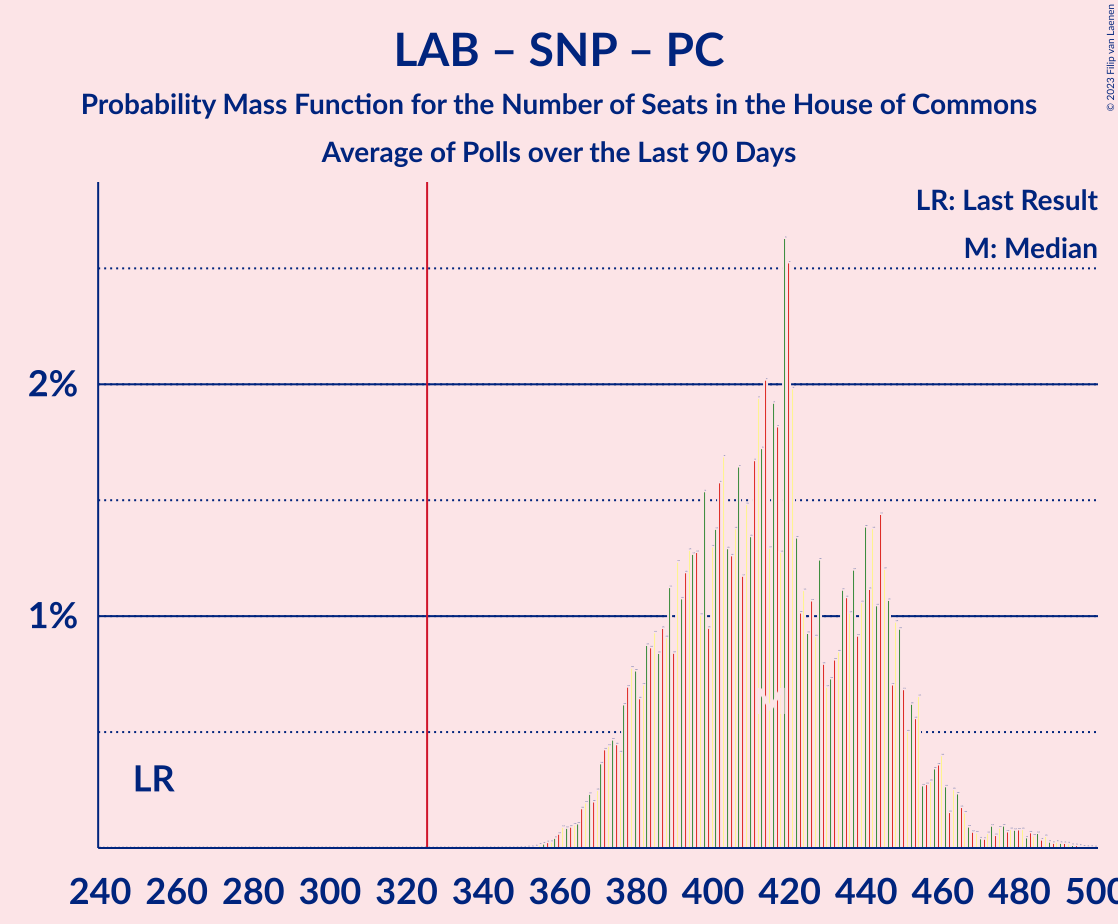 LAB – SNP – PC
Probability Mass Function for the Number of Seats in the House of Commons
Average of Polls over the Last 90 Days
© 2023 Filip van Laenen
LR: Last Result
M: Median
2%
1%
LR
M
240 260 280 300 320 340 360 380 400 420 440 460 480 500